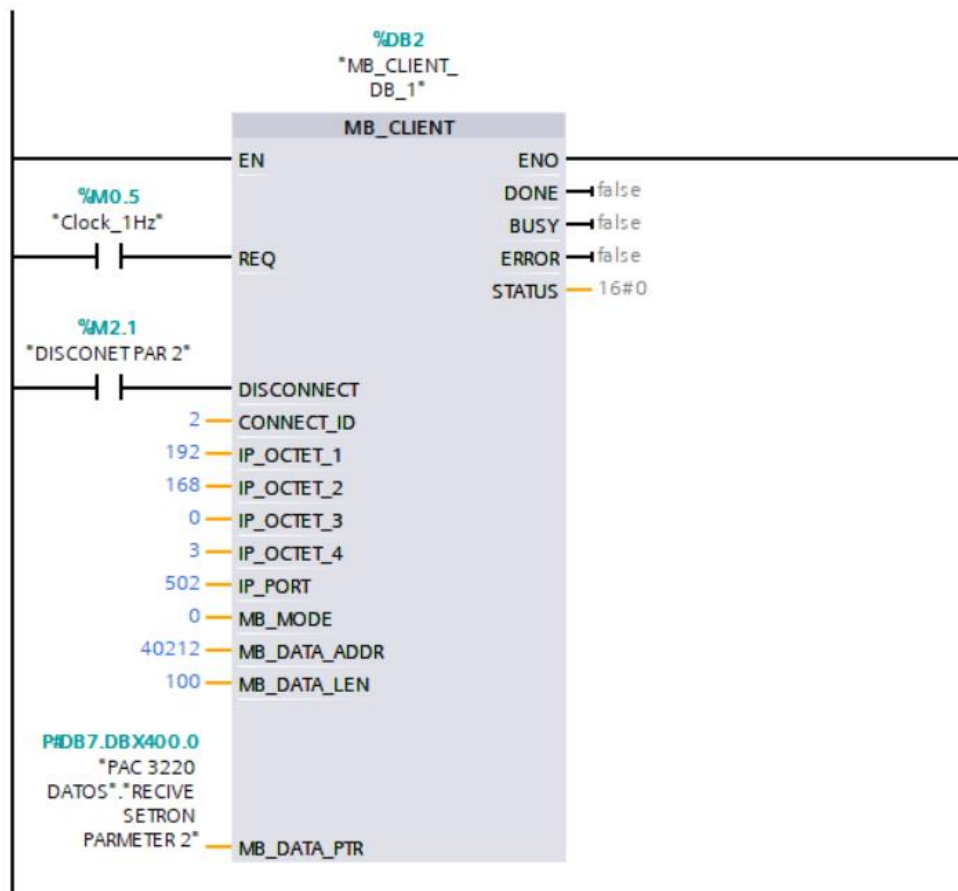 %DB2
"MB_CLIENT_
DB_1"
MB_CLIENT
EN ENO
%M0.5 DONE false
"Clock_1Hz" BUSY false
REQ ERROR false
STATUS 16#0
%M2.1
"DISCONET PAR 2"
DISCONNECT
2 CONNECT_ID
192 IP_OCTET_1
168 IP_OCTET_2
0 IP_OCTET_3
3 IP_OCTET_4
502 IP_PORT
0 MB_MODE
40212 MB_DATA_ADDR
100 MB_DATA_LEN
P#DB7.DBX400.0
"PAC 3220
DATOS"."RECIVE
SETRON
PARMETER 2" MB_DATA_PTR